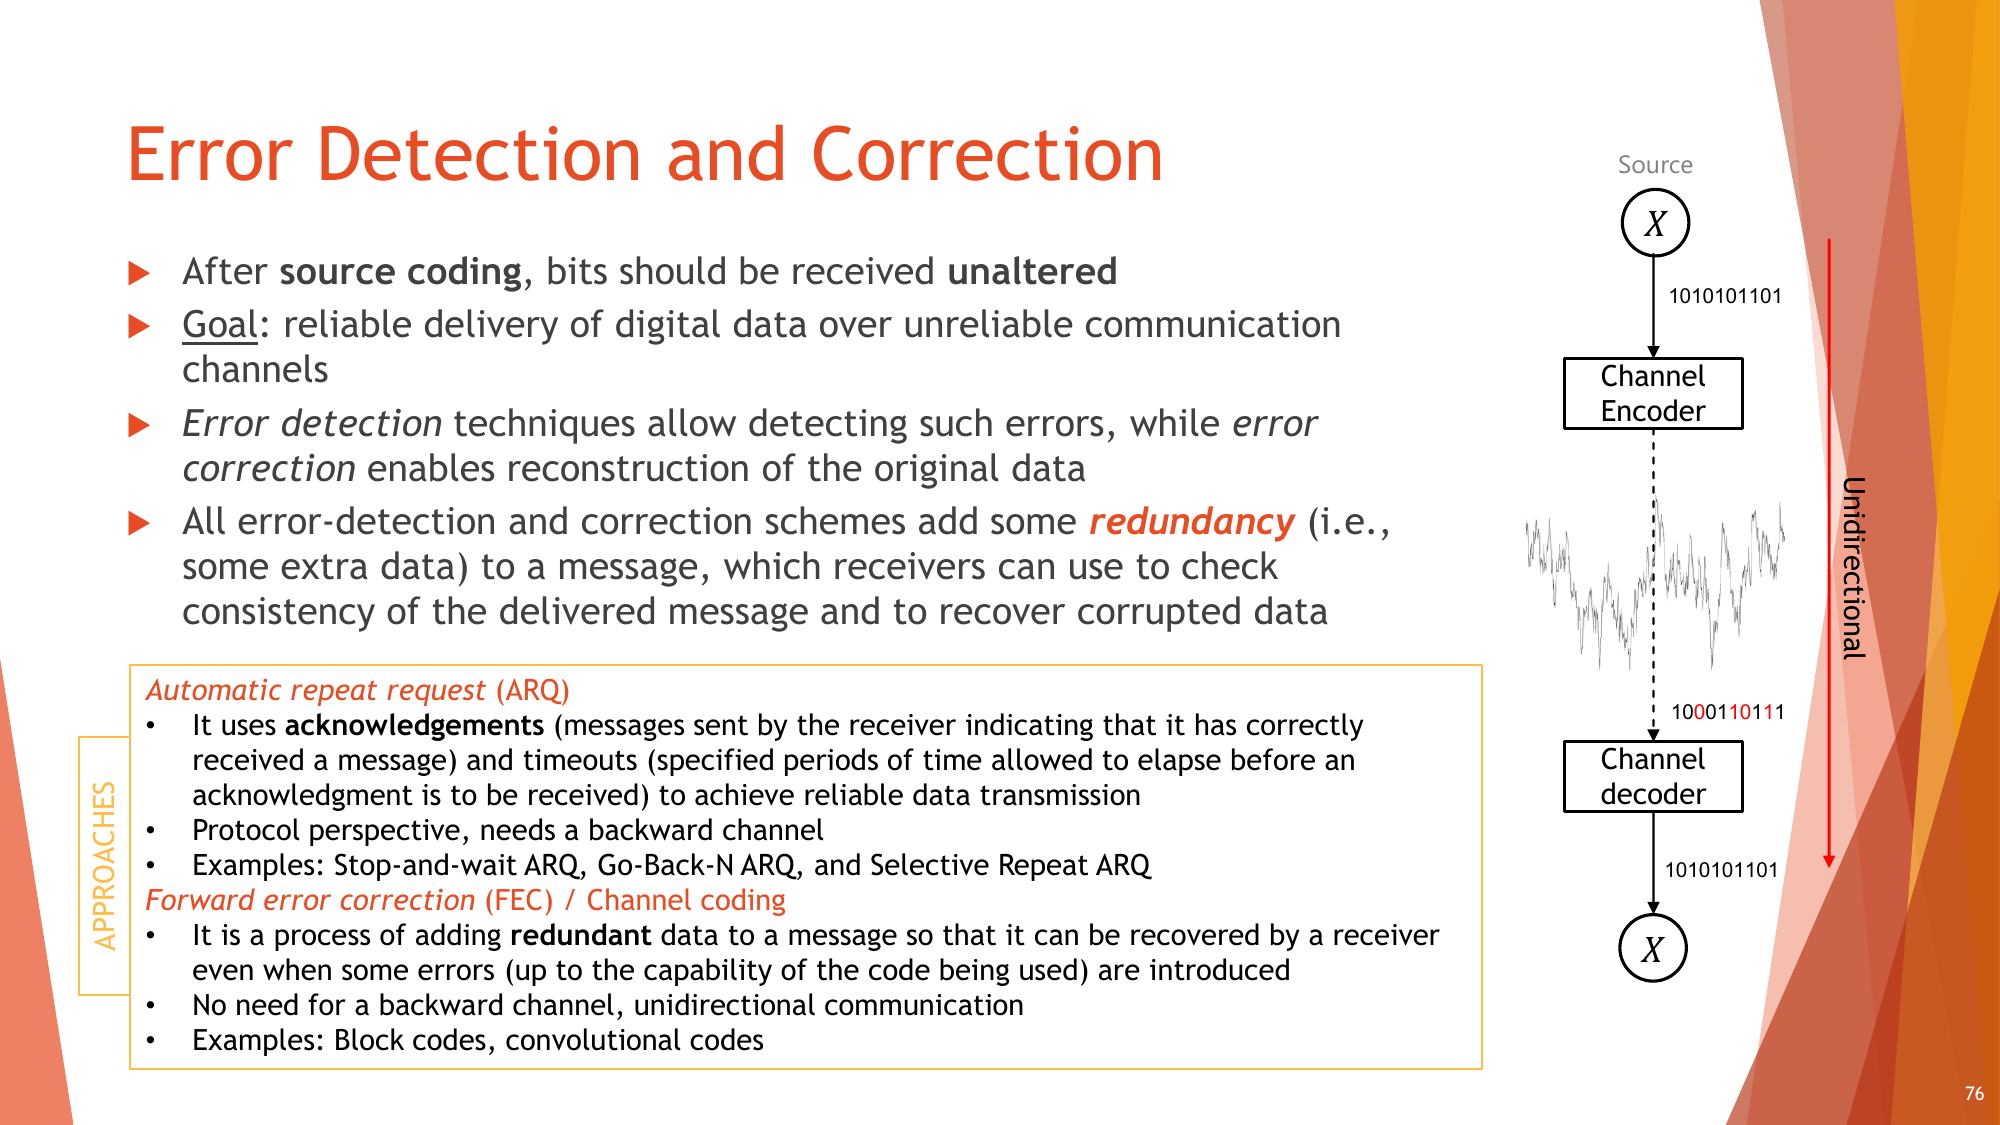 Error Detection and Correction
After source coding, bits should be received unaltered
Goal: reliable delivery of digital data over unreliable communication
channels
Error detection techniques allow detecting such errors, while error
correction enables reconstruction of the original data
All error-detection and correction schemes add some redundancy (i.e.,
some extra data) to a message, which receivers can use to check
consistency of the delivered message and to recover corrupted data
APPROACHES
Automatic repeat request (ARQ)
• It uses acknowledgements (messages sent by the receiver indicating that it has correctly
received a message) and timeouts (specified periods of time allowed to elapse before an
acknowledgment is to be received) to achieve reliable data transmission
• Protocol perspective, needs a backward channel
• Examples: Stop-and-wait ARQ, Go-Back-N ARQ, and Selective Repeat ARQ
Forward error correction (FEC) / Channel coding
• It is a process of adding redundant data to a message so that it can be recovered by a receiver
even when some errors (up to the capability of the code being used) are introduced
• No need for a backward channel, unidirectional communication
• Examples: Block codes, convolutional codes
Source
X
1010101101
Channel
Encoder
Unidirectional
1000110111
Channel
decoder
1010101101
X
76